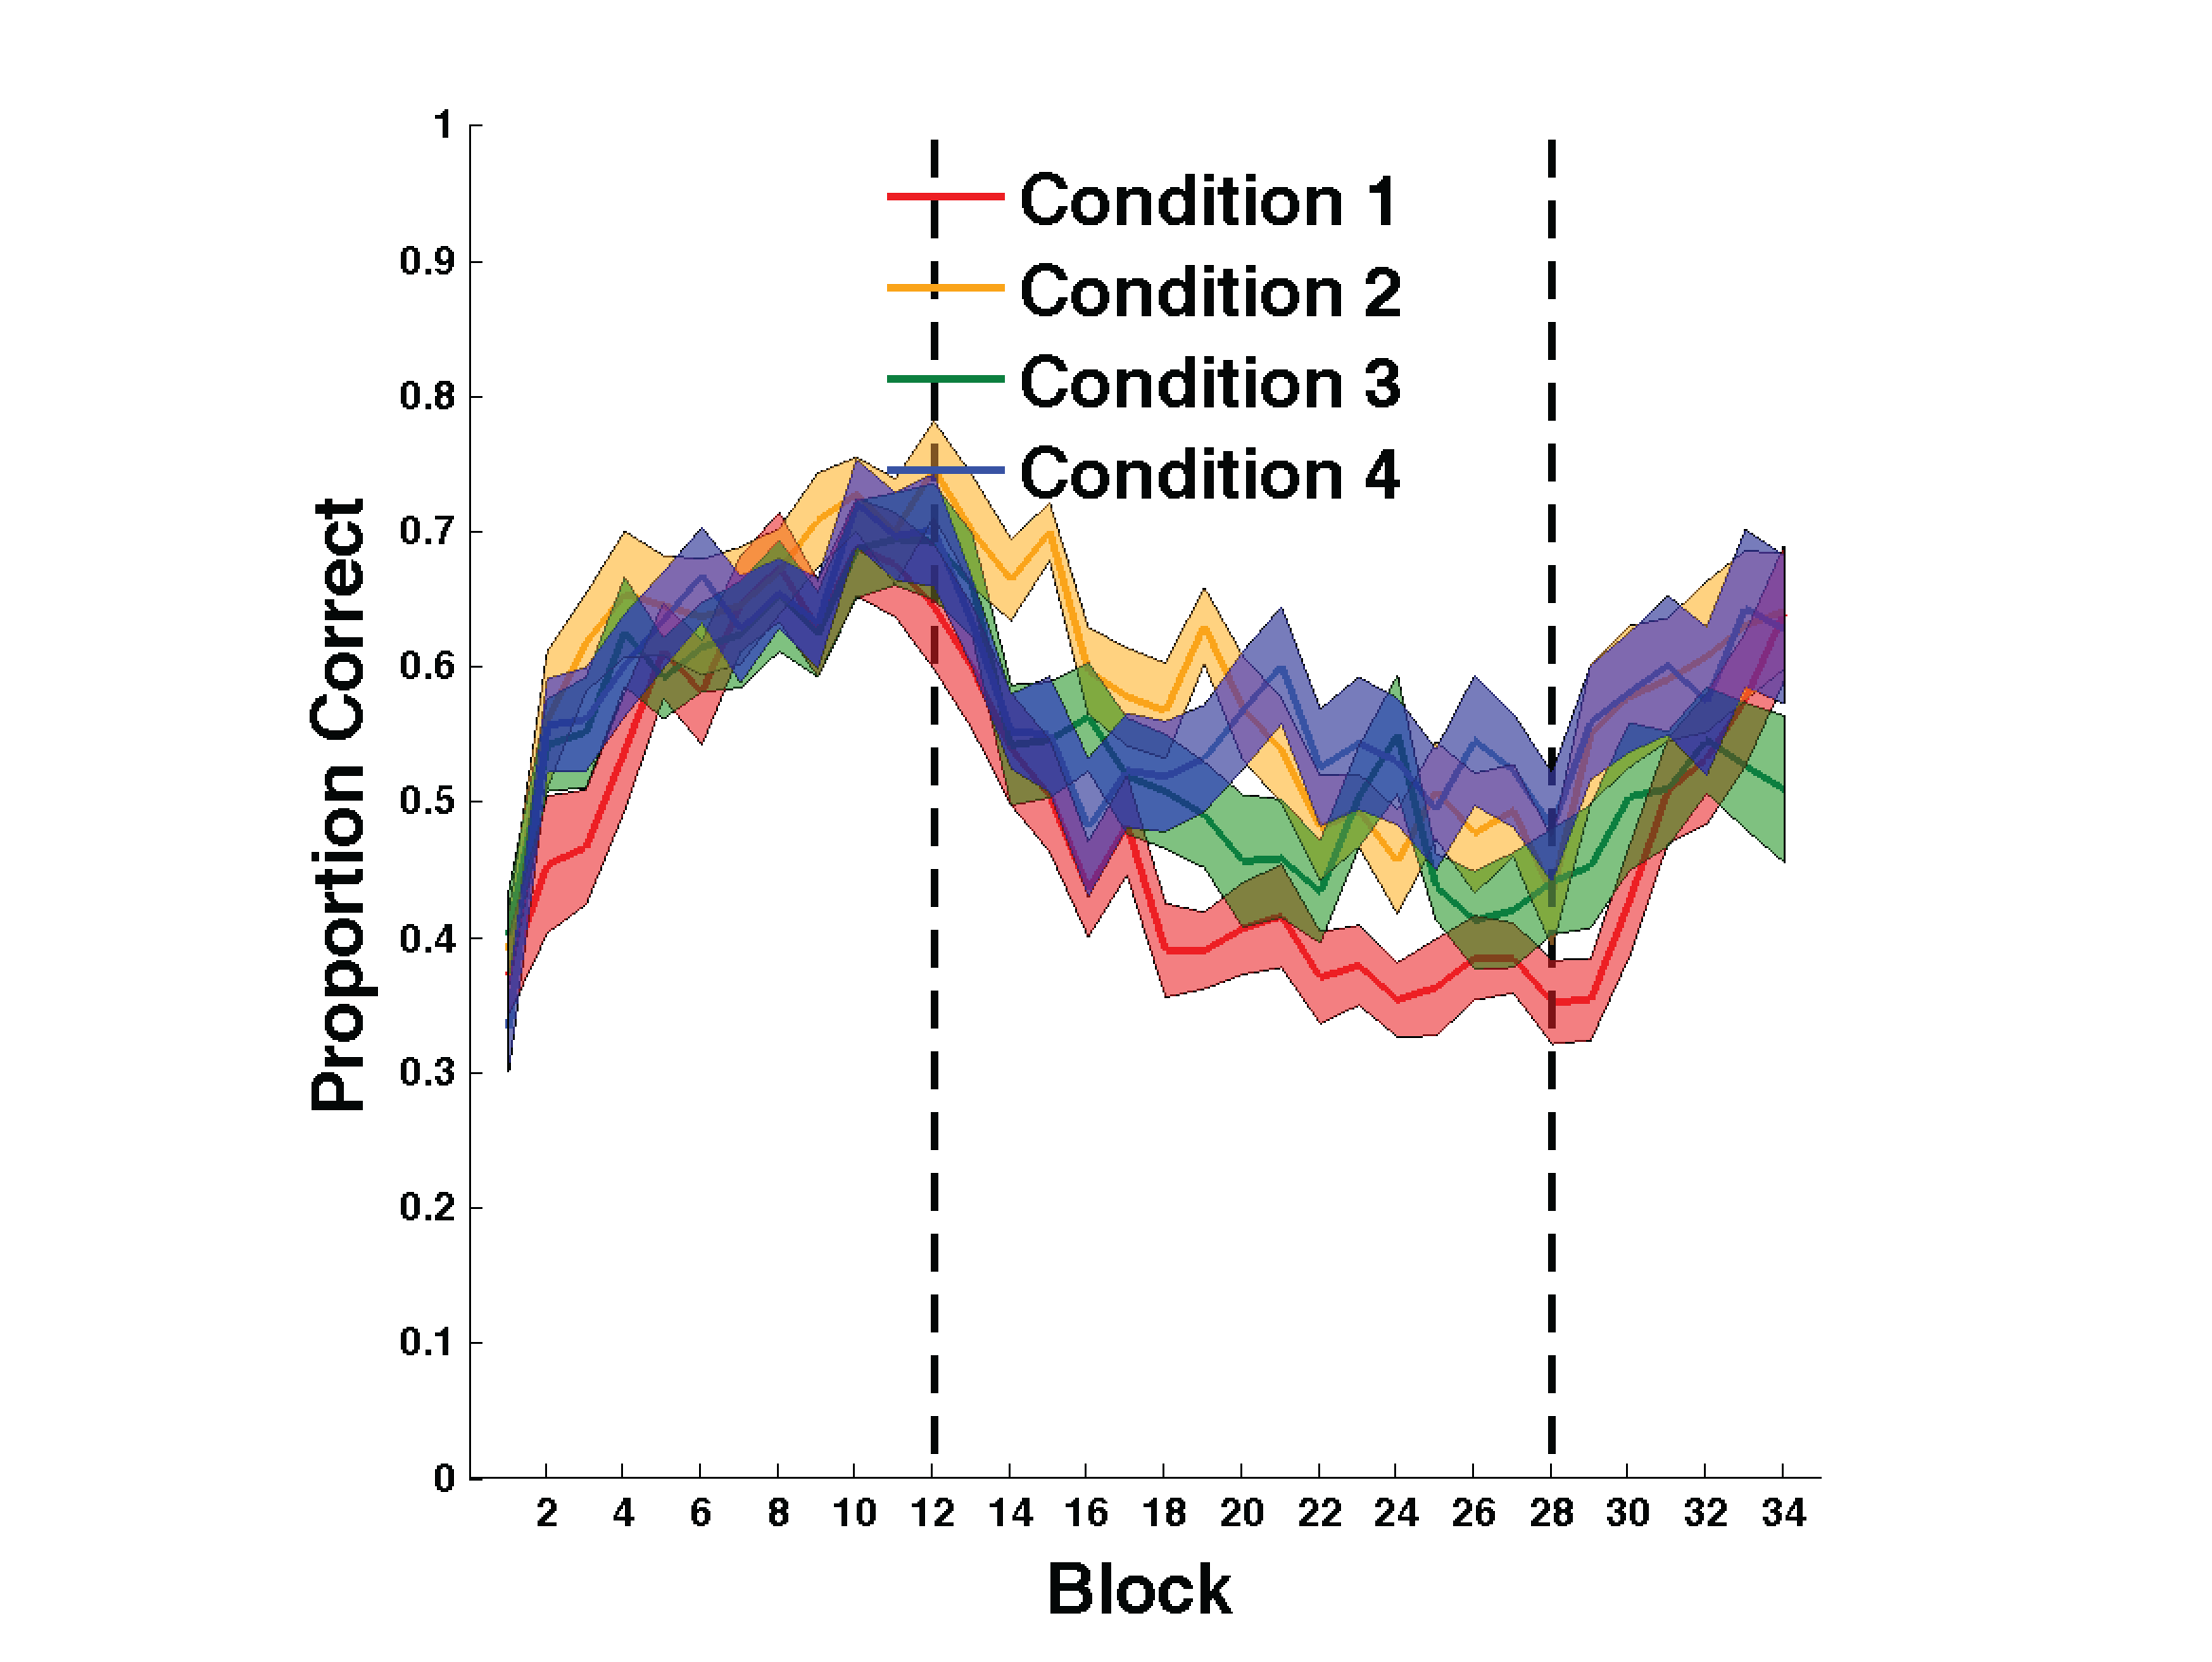 Condition 1
Condition 2
Condition 3
Condition 4
Proportion Correct
1
0.9
0.8
0.7
0.6
0.5
0.4
0.3
0.2
0.1
0
2 4 6 8 10 12 14 16 18 20 22 24 26 28 30 32 34
Block